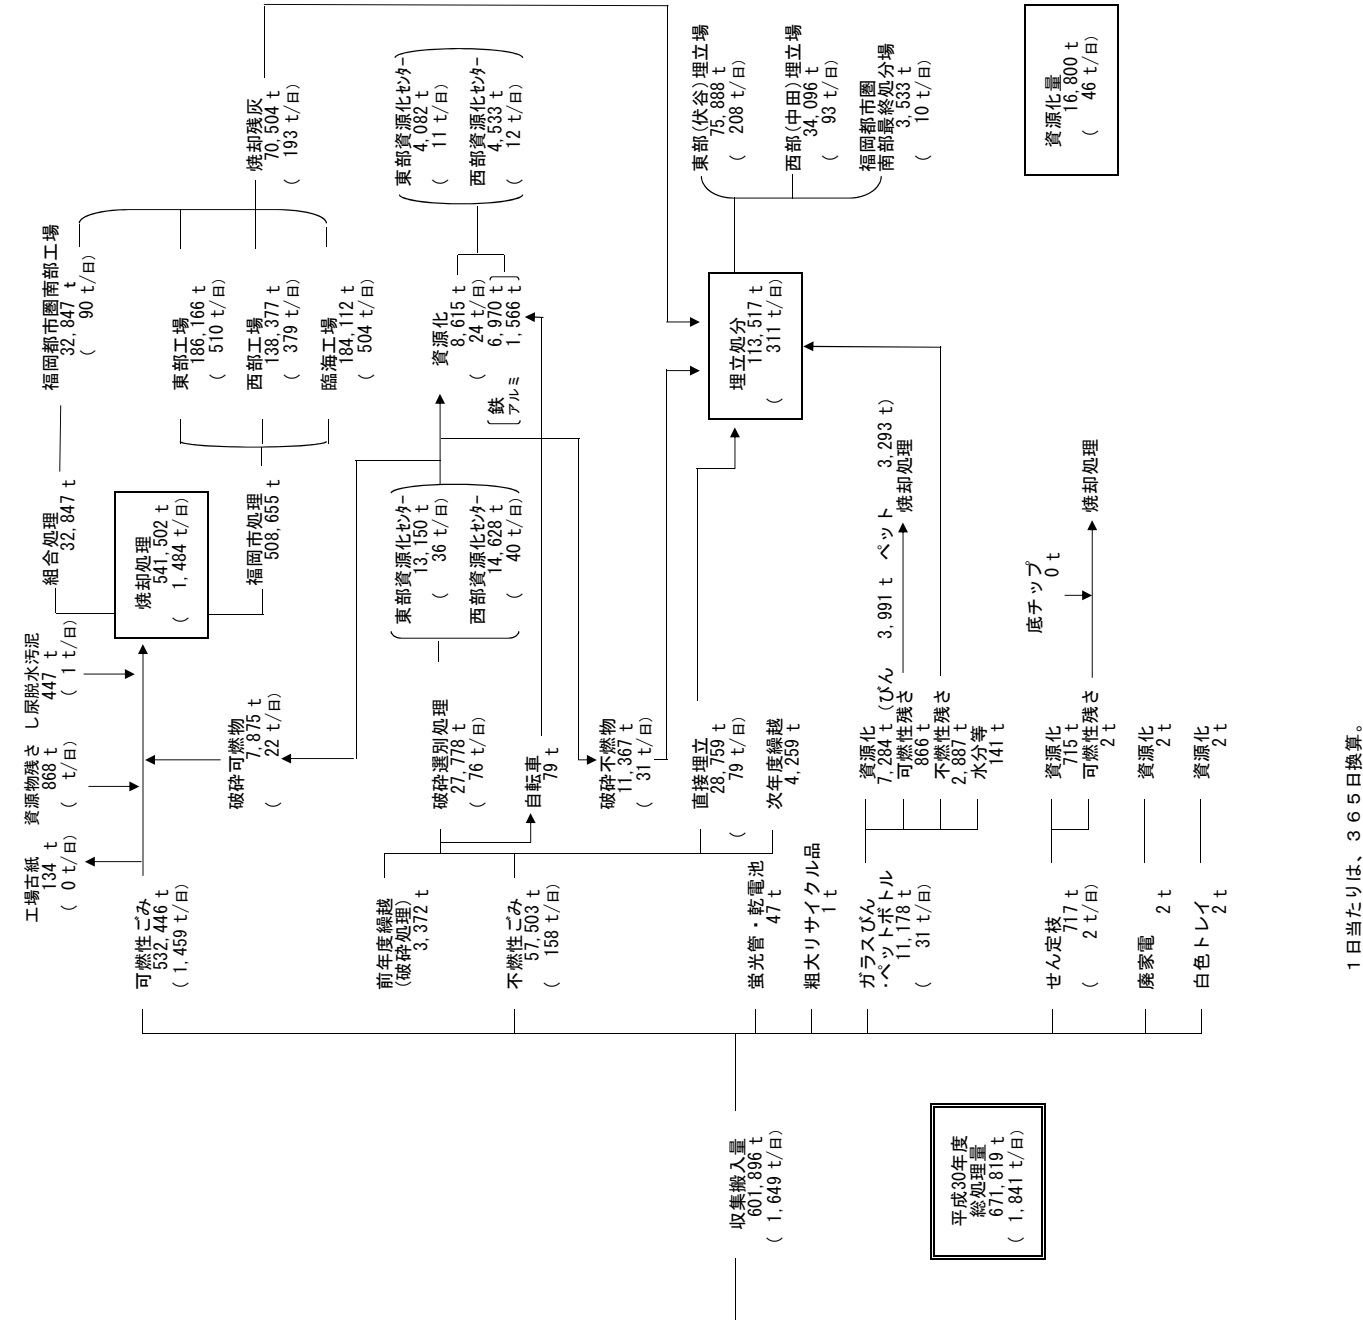 収集搬入量
601,896 t
( 1,649 t/日)
平成30年度
総処理量
671,819 t
( 1,841 t/日)
可燃性ごみ
532,446 t
( 1,459 t/日)
前年度繰越
(破砕処理)
3,372 t
不燃性ごみ
57,503 t
( 158 t/日)
蛍光管・乾電池
47 t
粗大リサイクル品
1 t
ガラスびん
・ペットボトル
11,178 t
( 31 t/日)
せん定枝
717 t
( 2 t/日)
廃家電
2 t
白色トレイ
2 t
工場古紙
134 t
( 0 t/日)
資源物残さ
868 t
( t/日)
し尿脱水汚泥
447 t
( 1 t/日)
破砕可燃物
7,875 t
( 22 t/日)
破砕選別処理
27,778 t
( 76 t/日)
自転車
79 t
破砕不燃物
11,367 t
( 31 t/日)
直接埋立
28,759 t
( 79 t/日)
次年度繰越
4,259 t
資源化
7,284 t (びん 3,991 t ペット 3,293 t)
可燃性残さ
866 t
焼却処理
不燃性残さ
2,887 t
水分等
141 t
資源化
715 t
可燃性残さ
2 t
底チップ
0 t
焼却処理
資源化
2 t
資源化
2 t
組合処理
32,847 t
焼却処理
541,502 t
( 1,484 t/日)
福岡市処理
508,655 t
東部資源化センター
13,150 t
( 36 t/日)
西部資源化センター
14,628 t
( 40 t/日)
福岡都市圏南部工場
32,847 t
( 90 t/日)
東部工場
186,166 t
( 510 t/日)
西部工場
138,377 t
( 379 t/日)
臨海工場
184,112 t
( 504 t/日)
資源化
8,615 t
( 24 t/日)
鉄 6,970 t
アルミ 1,566 t
埋立処分
113,517 t
( 311 t/日)
焼却残灰
70,504 t
( 193 t/日)
東部資源化センター
4,082 t
( 11 t/日)
西部資源化センター
4,533 t
( 12 t/日)
東部(伏谷)埋立場
75,888 t
( 208 t/日)
西部(中田)埋立場
34,096 t
( 93 t/日)
福岡都市圏
南部最終処分場
3,533 t
( 10 t/日)
資源化量
16,800 t
( 46 t/日)
1日当たりは、365日換算。